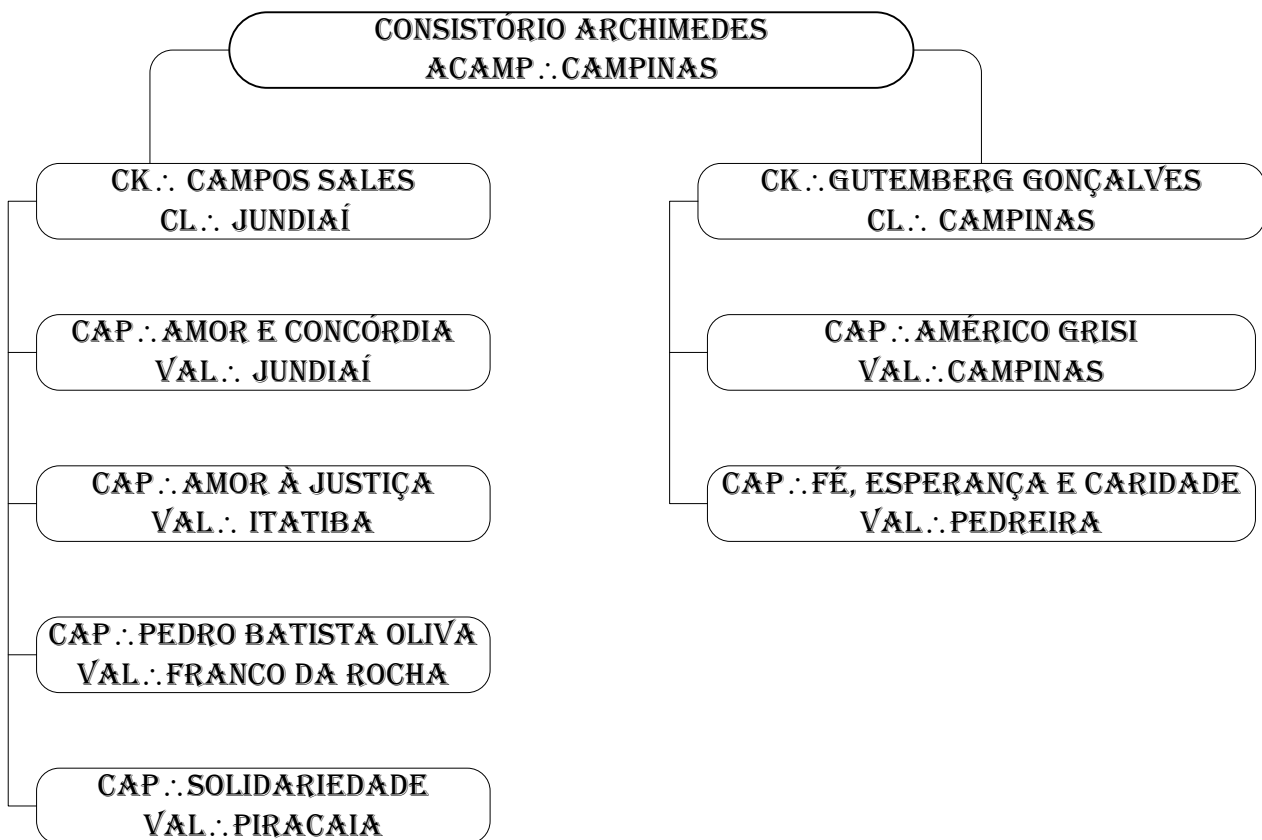 CONSISTÓRIO ARCHIMEDES
ACAMP∴CAMPINAS
CK∴ CAMPOS SALES
CL∴ JUNDIAÍ
CAP∴AMOR E CONCÓRDIA
VAL∴ JUNDIAÍ
CAP∴AMOR À JUSTIÇA
VAL∴ ITATIBA
CAP∴PEDRO BATISTA OLIVA
VAL∴FRANCO DA ROCHA
CAP∴SOLIDARIEDADE
VAL∴PIRACAIA
CK∴GUTEMBERG GONÇALVES
CL∴ CAMPINAS
CAP∴AMÉRICO GRISI
VAL∴CAMPINAS
CAP∴FÉ, ESPERANÇA E CARIDADE
VAL∴PEDREIRA